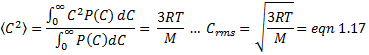 ⟨C²⟩ = ∫₀^∞ C²P(C) dC / ∫₀^∞ P(C)dC = 3RT / M ... C_rms = √(3RT / M) = eqn 1.17